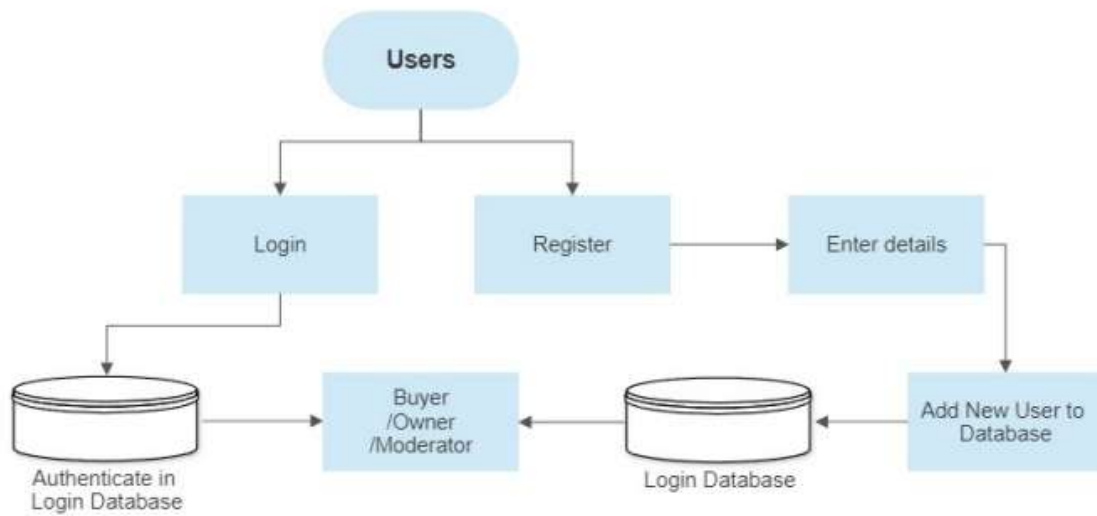 Users
Login
Register
Enter details
Buyer
/Owner
/Moderator
Add New User to
Database
Authenticate in
Login Database
Login Database